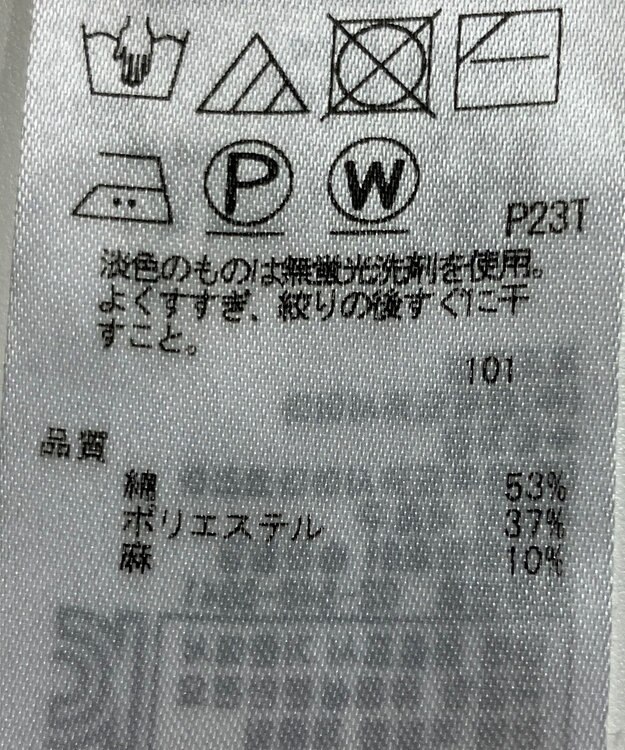 P W
P23T
淡色のものは無蛍光洗剤を使用。
よくすすぎ、絞りの後すぐに干
すこと。
101
品質
綿 53%
ポリエステル 37%
麻 10%